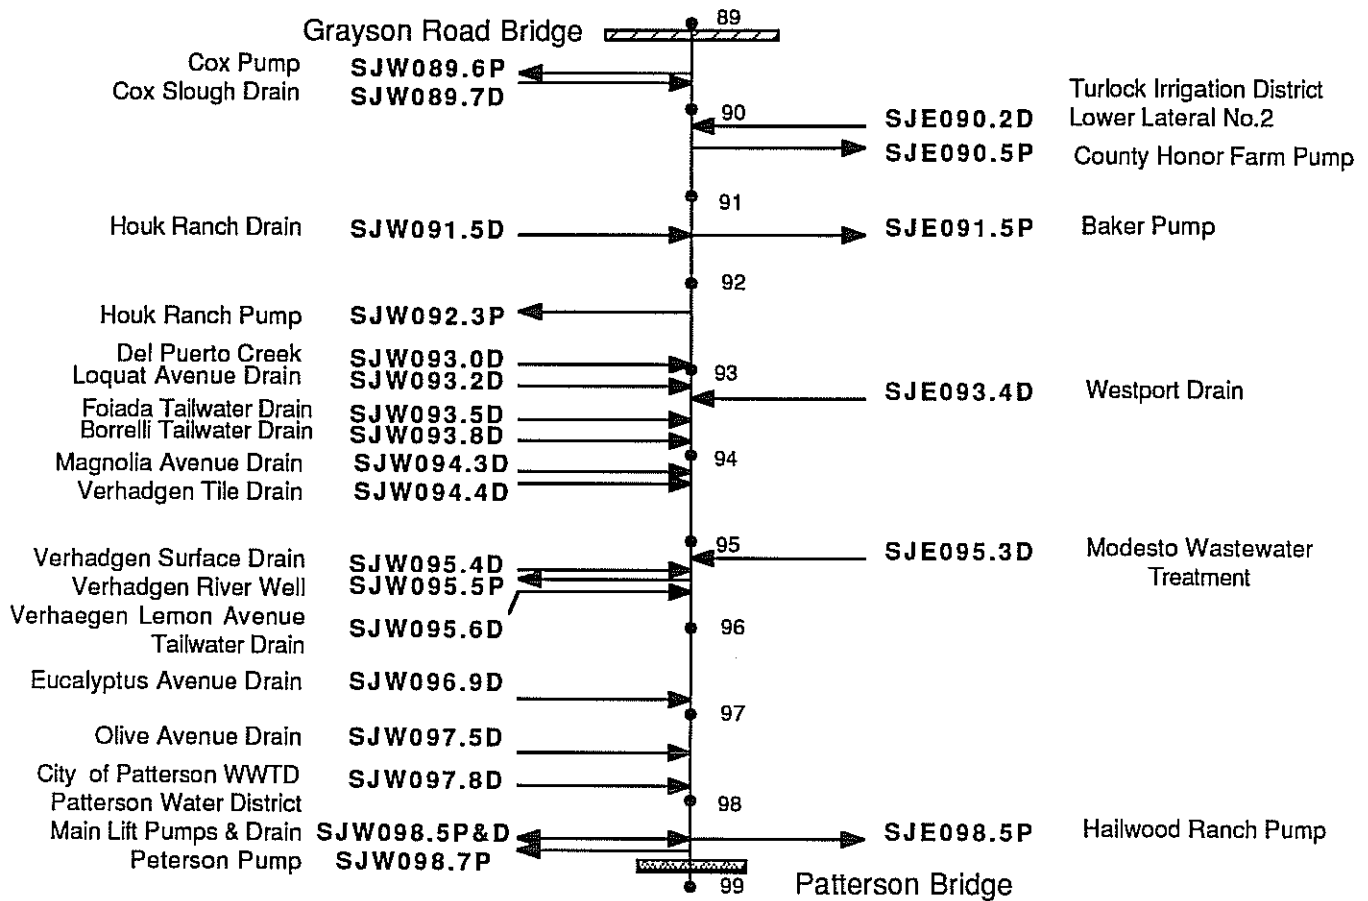 89
Grayson Road Bridge
Cox Pump SJW089.6P
Cox Slough Drain SJW089.7D
Turlock Irrigation District
90 SJE090.2D Lower Lateral No.2
SJE090.5P County Honor Farm Pump
91
Houk Ranch Drain SJW091.5D SJE091.5P Baker Pump
92
Houk Ranch Pump SJW092.3P
Del Puerto Creek SJW093.0D
93
Loquat Avenue Drain SJW093.2D
SJE093.4D Westport Drain
Foiada Tailwater Drain SJW093.5D
Borrelli Tailwater Drain SJW093.8D
94
Magnolia Avenue Drain SJW094.3D
Verhadgen Tile Drain SJW094.4D
95
SJE095.3D Modesto Wastewater
Treatment
Verhadgen Surface Drain SJW095.4D
Verhadgen River Well SJW095.5P
Verhaegen Lemon Avenue
Tailwater Drain SJW095.6D
96
Eucalyptus Avenue Drain SJW096.9D
97
Olive Avenue Drain SJW097.5D
City of Patterson WWTD SJW097.8D
Patterson Water District
98
Main Lift Pumps & Drain SJW098.5P&D SJE098.5P Hailwood Ranch Pump
Peterson Pump SJW098.7P
99 Patterson Bridge